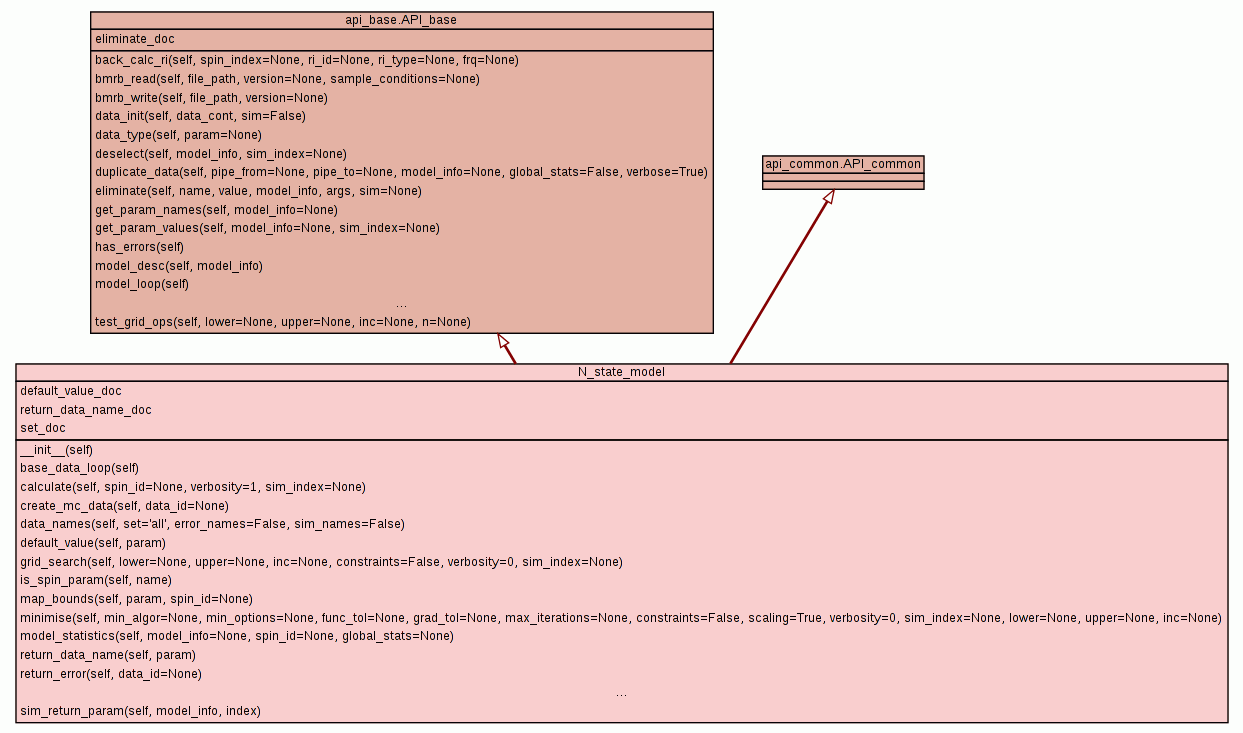 api_base.API_base
eliminate_doc
back_calc_ri(self, spin_index=None, ri_id=None, ri_type=None, frq=None)
bmrb_read(self, file_path, version=None, sample_conditions=None)
bmrb_write(self, file_path, version=None)
data_init(self, data_cont, sim=False)
data_type(self, param=None)
deselect(self, model_info, sim_index=None)
duplicate_data(self, pipe_from=None, pipe_to=None, model_info=None, global_stats=False, verbose=True)
eliminate(self, name, value, model_info, args, sim=None)
get_param_names(self, model_info=None)
get_param_values(self, model_info=None, sim_index=None)
has_errors(self)
model_desc(self, model_info)
model_loop(self)
...
test_grid_ops(self, lower=None, upper=None, inc=None, n=None)
api_common.API_common
N_state_model
default_value_doc
return_data_name_doc
set_doc
__init__(self)
base_data_loop(self)
calculate(self, spin_id=None, verbosity=1, sim_index=None)
create_mc_data(self, data_id=None)
data_names(self, set='all', error_names=False, sim_names=False)
default_value(self, param)
grid_search(self, lower=None, upper=None, inc=None, constraints=False, verbosity=0, sim_index=None)
is_spin_param(self, name)
map_bounds(self, param, spin_id=None)
minimise(self, min_algor=None, min_options=None, func_tol=None, grad_tol=None, max_iterations=None, constraints=False, scaling=True, verbosity=0, sim_index=None, lower=None, upper=None, inc=None)
model_statistics(self, model_info=None, spin_id=None, global_stats=None)
return_data_name(self, param)
return_error(self, data_id=None)
...
sim_return_param(self, model_info, index)